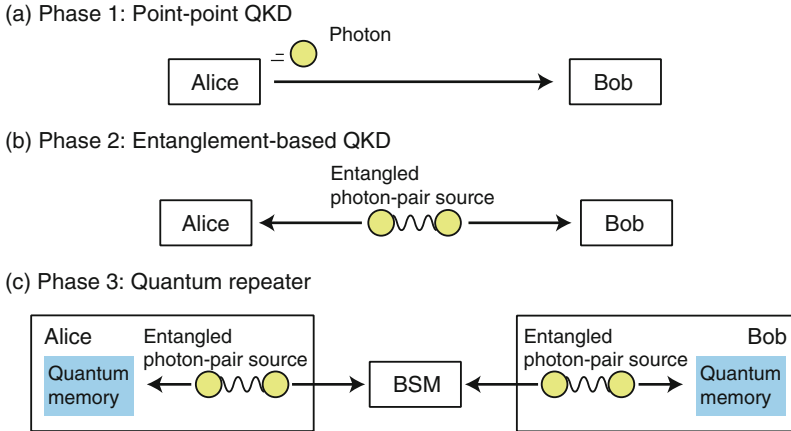 (a) Phase 1: Point-point QKD
Photon
Alice
Bob
(b) Phase 2: Entanglement-based QKD
Entangled
photon-pair source
Alice
Bob
(c) Phase 3: Quantum repeater
Alice
Entangled
photon-pair source
Quantum
memory
BSM
Entangled
photon-pair source
Bob
Quantum
memory